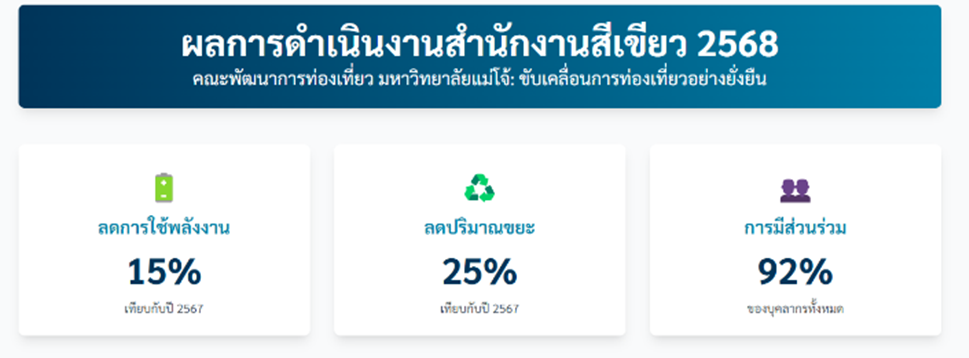 ผลการดำเนินงานสำนักงานสีเขียว 2568
คณะพัฒนาการท่องเที่ยว มหาวิทยาลัยแม่โจ้: ขับเคลื่อนการท่องเที่ยวอย่างยั่งยืน
ลดการใช้พลังงาน
15%
เทียบกับปี 2567
ลดปริมาณขยะ
25%
เทียบกับปี 2567
การมีส่วนร่วม
92%
ของบุคลากรทั้งหมด